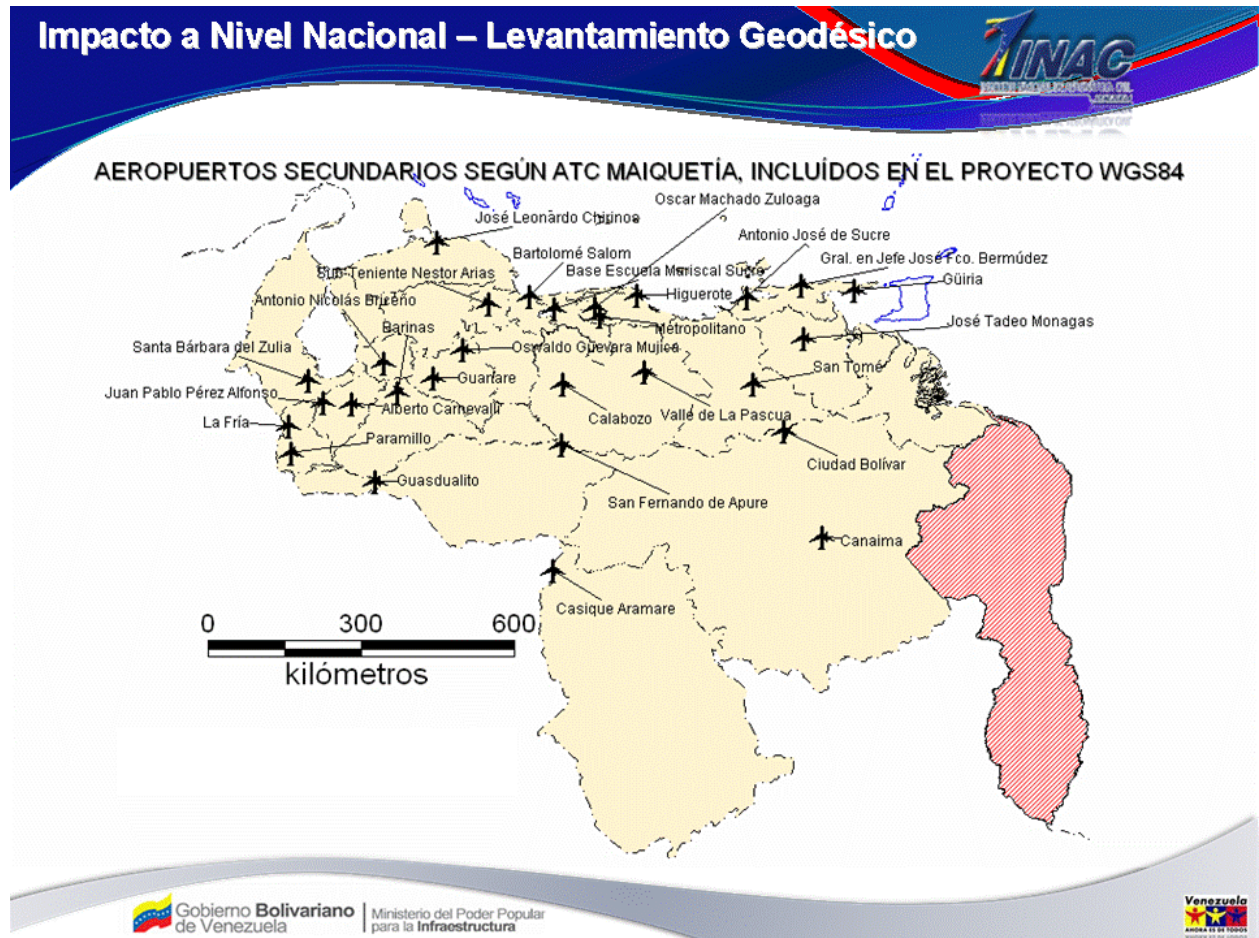 Impacto a Nivel Nacional – Levantamiento Geodésico
INAC
AEROPUERTOS SECUNDARIOS SEGÚN ATC MAIQUETÍA, INCLUÍDOS EN EL PROYECTO WGS84
Oscar Machado Zuloaga
José Leonardo Chirinos
Antonio José de Sucre
Bartolomé Salom
Gral. en Jefe José Fco. Bermúdez
Sub-Teniente Nestor Arias
Base Escuela Mariscal Sucre
Güiria
Antonio Nicolás Briceño
Higuerote
José Tadeo Monagas
Barinas
Metropolitano
Santa Bárbara del Zulia
Oswaldo Guevara Mujica
San Tomé
Guanare
Juan Pablo Pérez Alfonso
Alberto Carnevalli
Calabozo
Valle de La Pascua
La Fría
Paramillo
Ciudad Bolívar
Guasdualito
San Fernando de Apure
Canaima
Casique Aramare
0 300 600
kilómetros
Gobierno Bolivariano
de Venezuela
Ministerio del Poder Popular
para la Infraestructura
Venezuela
AHORA ES DE TODOS